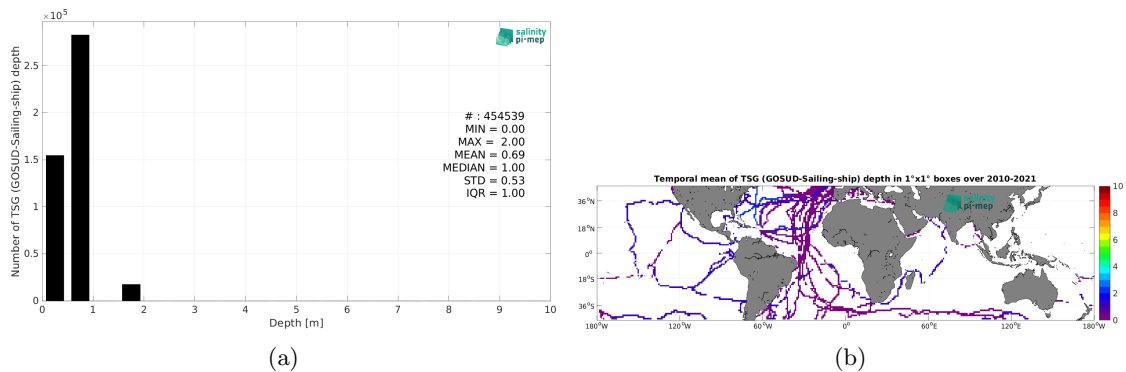 ×10⁵
Number of TSG (GOSUD-Sailing-ship) depth
2.5
2
1.5
1
0.5
0
0 1 2 3 4 5 6 7 8 9 10
Depth [m]
salinity
pi-mep
# : 454539
MIN = 0.00
MAX = 2.00
MEAN = 0.69
MEDIAN = 1.00
STD = 0.53
IQR = 1.00
(a)
Temporal mean of TSG (GOSUD-Sailing-ship) depth in 1°x1° boxes over 2010-2021
salinity
pi-mep
36°N
18°N
0°
18°S
36°S
180°W 120°W 60°W 0° 60°E 120°E 180°W
10
8
6
4
2
0
(b)